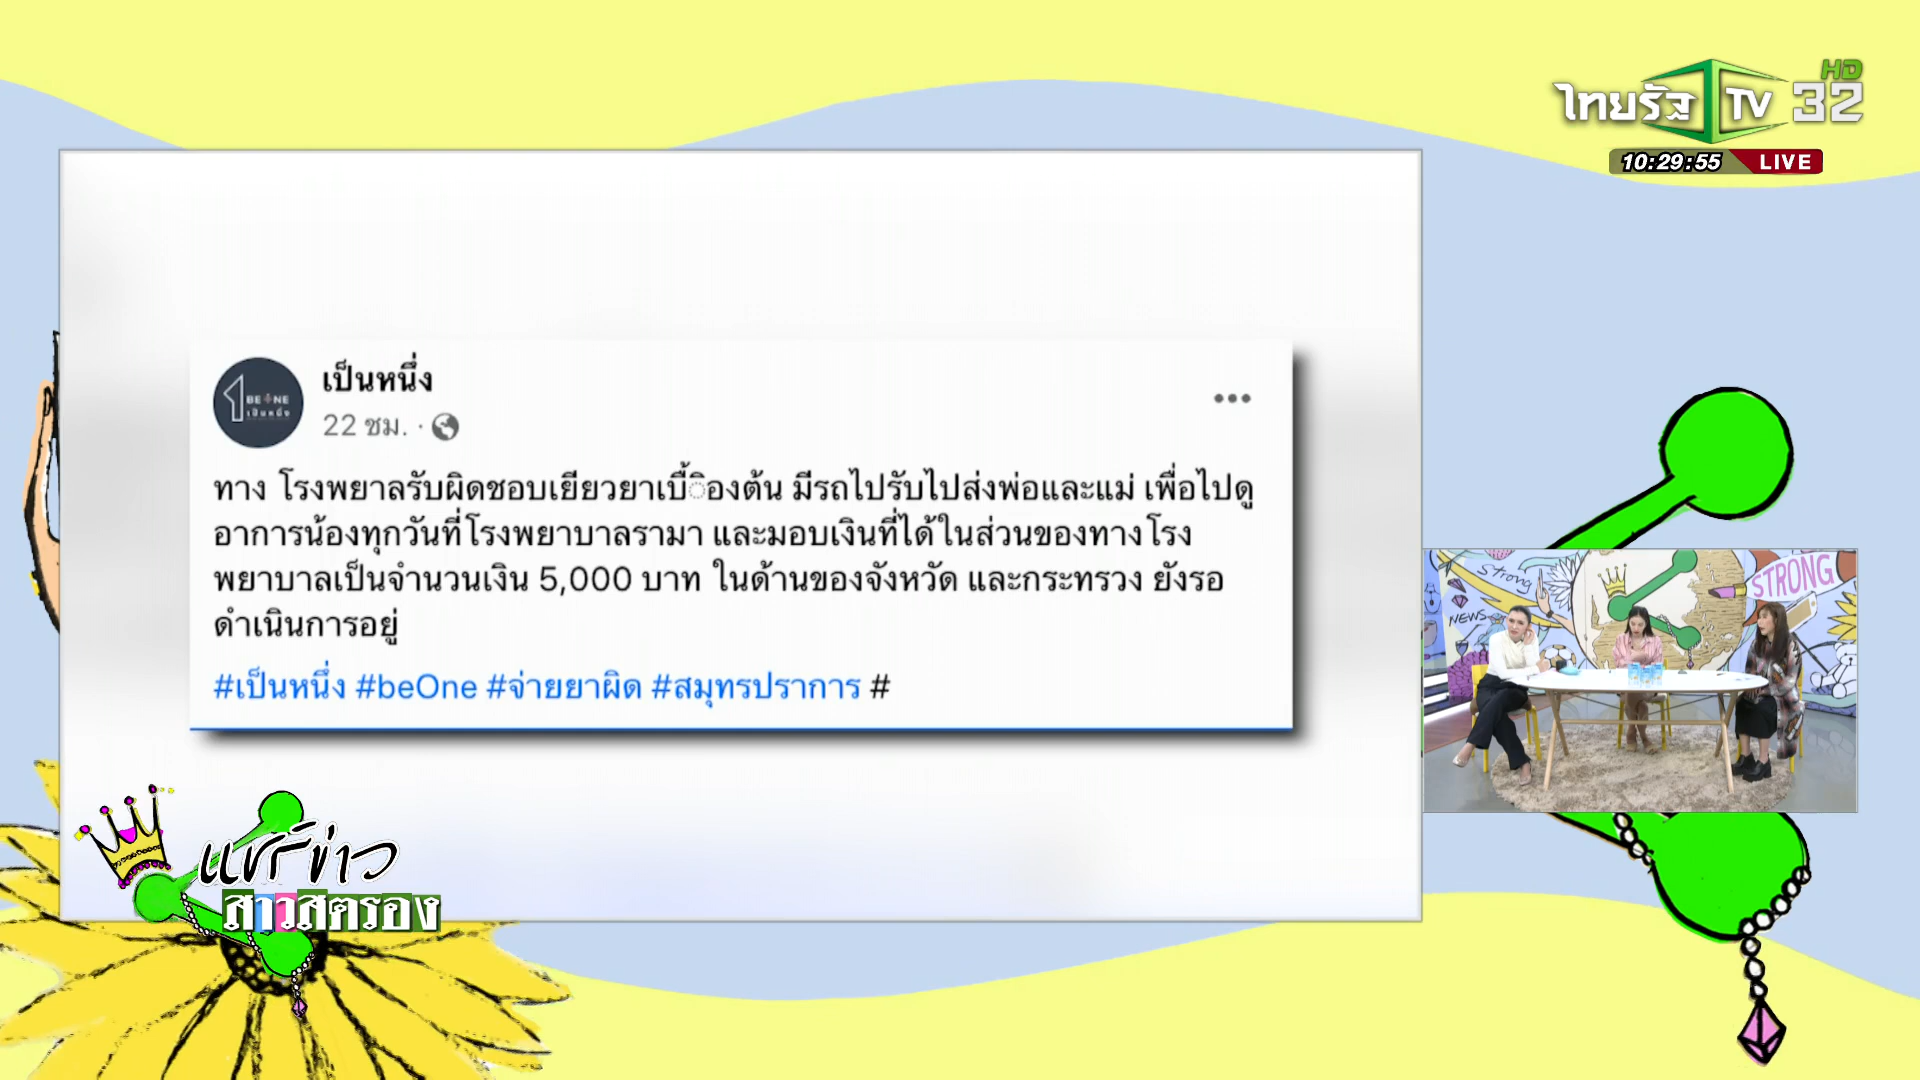 HD
ไทยรัฐ TV 32
10:29:55 LIVE
BEONE
เป็นหนึ่ง
เป็นหนึ่ง
22 ชม. ·
ทาง โรงพยาลรับผิดชอบเยียวยาเบื้ิองต้น มีรถไปรับไปส่งพ่อและแม่ เพื่อไปดู
อาการน้องทุกวันที่โรงพยาบาลรามา และมอบเงินที่ได้ในส่วนของทางโรง
พยาบาลเป็นจำนวนเงิน 5,000 บาท ในด้านของจังหวัด และกระทรวง ยังรอ
ดำเนินการอยู่
#เป็นหนึ่ง #beOne #จ่ายยาผิด #สมุทรปราการ #
Strong
STRONG
NEWS
แชร์ข่าว
สาวสตรอง